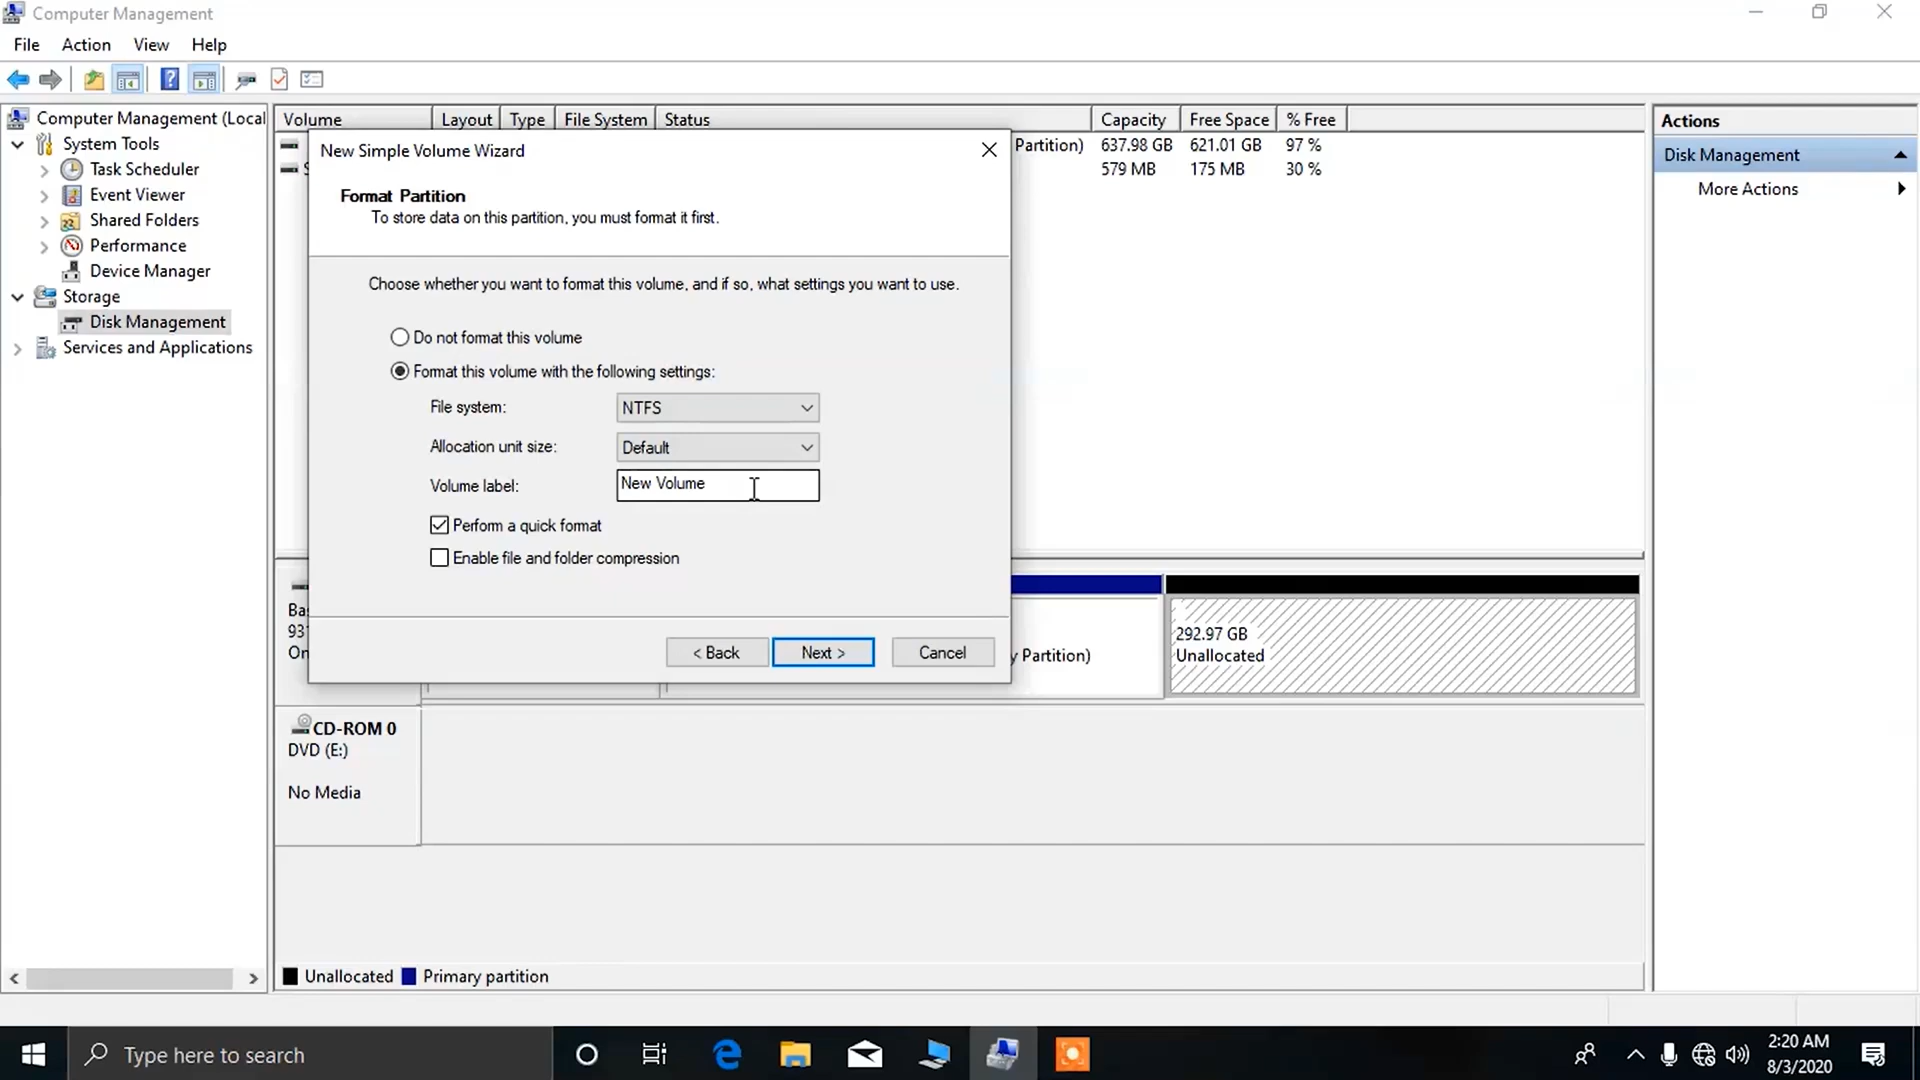 Computer Management
File Action View Help
Computer Management (Local
System Tools
Task Scheduler
Event Viewer
Shared Folders
Performance
Device Manager
Storage
Disk Management
Services and Applications
Volume Layout Type File System Status Capacity Free Space % Free
Partition) 637.98 GB 621.01 GB 97 %
579 MB 175 MB 30 %
New Simple Volume Wizard
Format Partition
To store data on this partition, you must format it first.
Choose whether you want to format this volume, and if so, what settings you want to use.
Do not format this volume
Format this volume with the following settings:
File system: NTFS
Allocation unit size: Default
Volume label: New Volume
Perform a quick format
Enable file and folder compression
< Back Next > Cancel
Ba
93
On
y Partition)
292.97 GB
Unallocated
CD-ROM 0
DVD (E:)
No Media
Unallocated Primary partition
Actions
Disk Management
More Actions
Type here to search
2:20 AM
8/3/2020